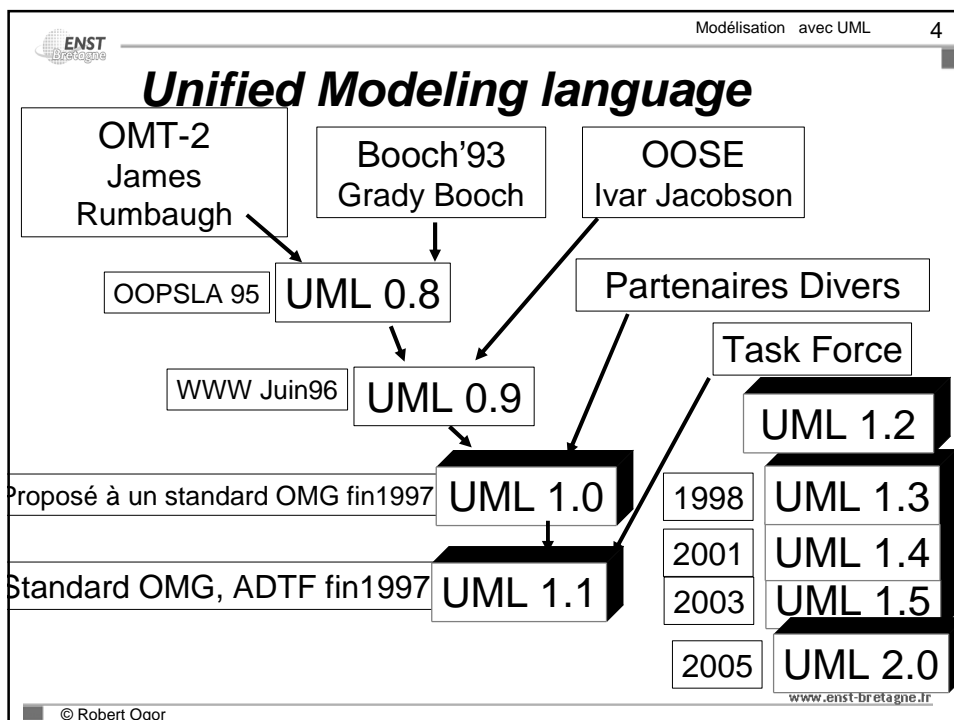 Modélisation avec UML 4
ENST
Bretagne
Unified Modeling language
OMT-2
James
Rumbaugh
Booch'93
Grady Booch
OOSE
Ivar Jacobson
OOPSLA 95
UML 0.8
Partenaires Divers
Task Force
WWW Juin96
UML 0.9
UML 1.2
Proposé à un standard OMG fin1997
UML 1.0
1998
UML 1.3
2001
UML 1.4
Standard OMG, ADTF fin1997
UML 1.1
2003
UML 1.5
2005
UML 2.0
www.enst-bretagne.fr
© Robert Ogor